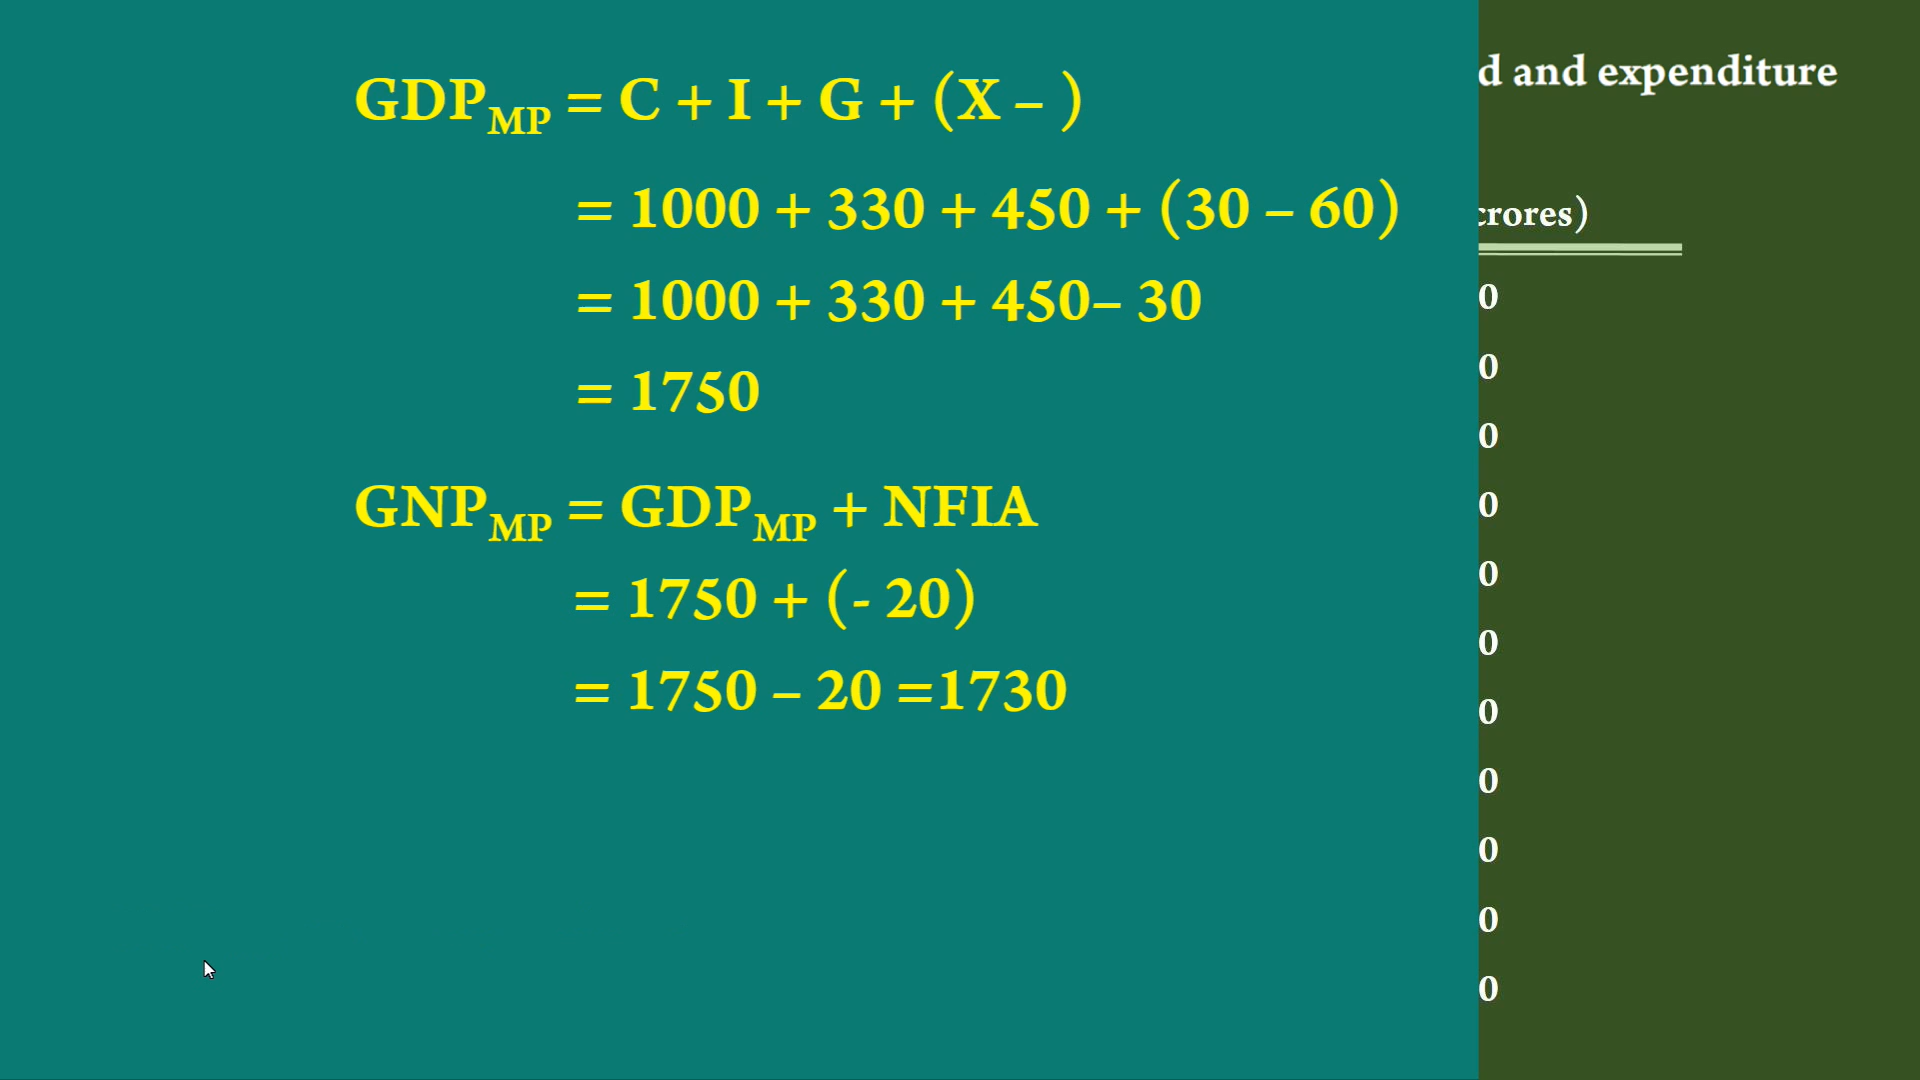 GDPMP = C + I + G + (X – )
= 1000 + 330 + 450 + (30 – 60)
= 1000 + 330 + 450– 30
= 1750
GNPMP = GDPMP + NFIA
= 1750 + (- 20)
= 1750 – 20 =1730
d and expenditure
crores)
0
0
0
0
0
0
0
0
0
0
0